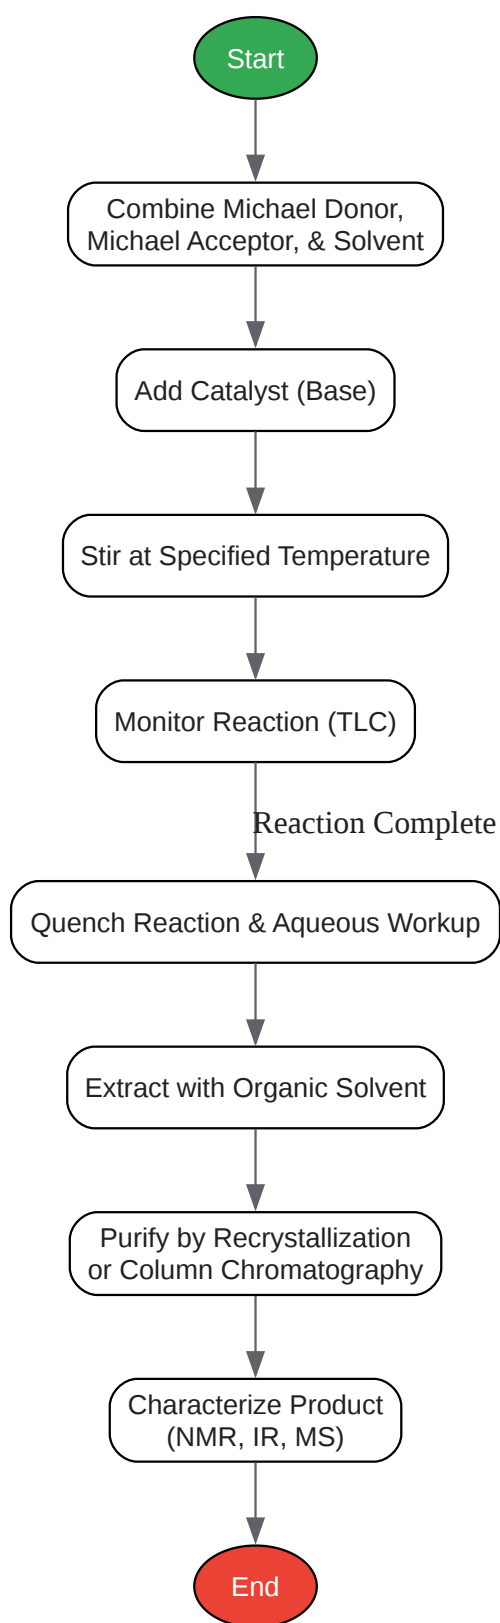 Start
Combine Michael Donor,
Michael Acceptor, & Solvent
Add Catalyst (Base)
Stir at Specified Temperature
Monitor Reaction (TLC)
Reaction Complete
Quench Reaction & Aqueous Workup
Extract with Organic Solvent
Purify by Recrystallization
or Column Chromatography
Characterize Product
(NMR, IR, MS)
End